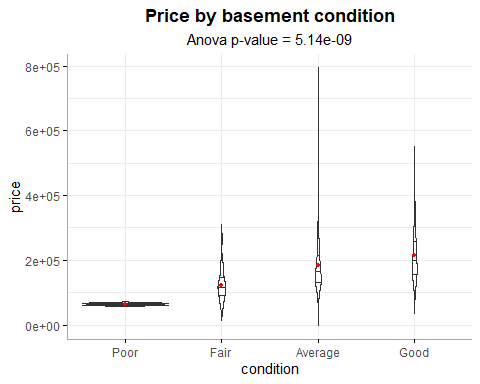 Price by basement condition
Anova p-value = 5.14e-09
8e+05
6e+05
4e+05
2e+05
0e+00
price
Poor Fair Average Good
condition